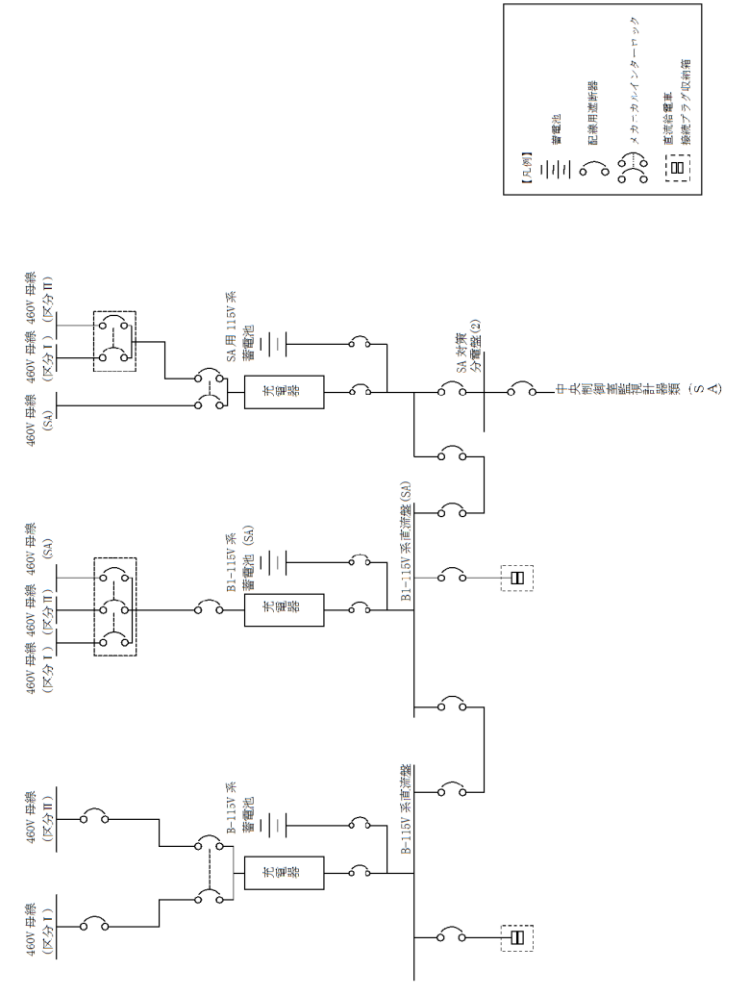 460V 母線
(区分Ⅰ)
460V 母線
(区分Ⅱ)
B-115V 系
蓄電池
充電器
B-115V 系直流盤
460V 母線
(区分Ⅰ)
460V 母線
(区分Ⅱ)
460V 母線
(SA)
B1-115V 系
蓄電池 (SA)
充電器
B1-115V 系直流盤(SA)
460V 母線
(SA)
460V 母線
(区分Ⅰ)
460V 母線
(区分Ⅱ)
SA 用 115V 系
蓄電池
充電器
SA 対策
分電盤(2)
中央制御室監視計器類(SA)
【凡例】
蓄電池
配線用遮断器
メカニカルインターロック
直流給電車
接続プラグ収納箱